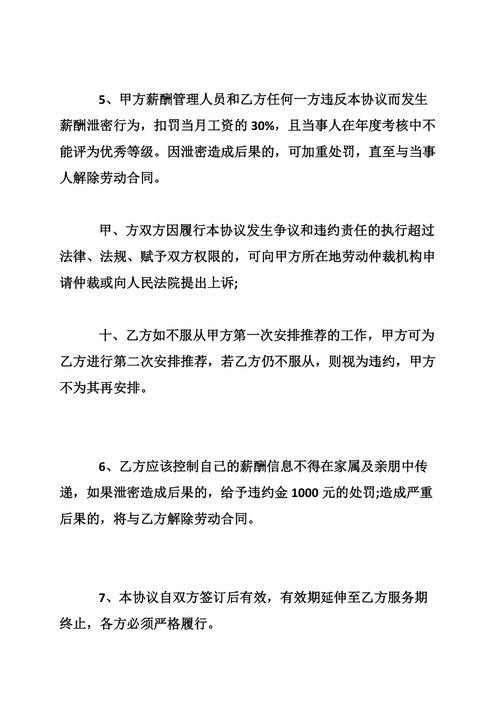 5、甲方薪酬管理人员和乙方任何一方违反本协议而发生
薪酬泄密行为，扣罚当月工资的 30%，且当事人在年度考核中不
能评为优秀等级。因泄密造成后果的，可加重处罚，直至与当事
人解除劳动合同。
甲、方双方因履行本协议发生争议和违约责任的执行超过
法律、法规、赋予双方权限的，可向甲方所在地劳动仲裁机构申
请仲裁或向人民法院提出上诉;
十、乙方如不服从甲方第一次安排推荐的工作，甲方可为
乙方进行第二次安排推荐，若乙方仍不服从，则视为违约，甲方
不为其再安排。
6、乙方应该控制自己的薪酬信息不得在家属及亲朋中传
递，如果泄密造成后果的，给予违约金 1000 元的处罚;造成严重
后果的，将与乙方解除劳动合同。
7、本协议自双方签订后有效，有效期延伸至乙方服务期
终止，各方必须严格履行。